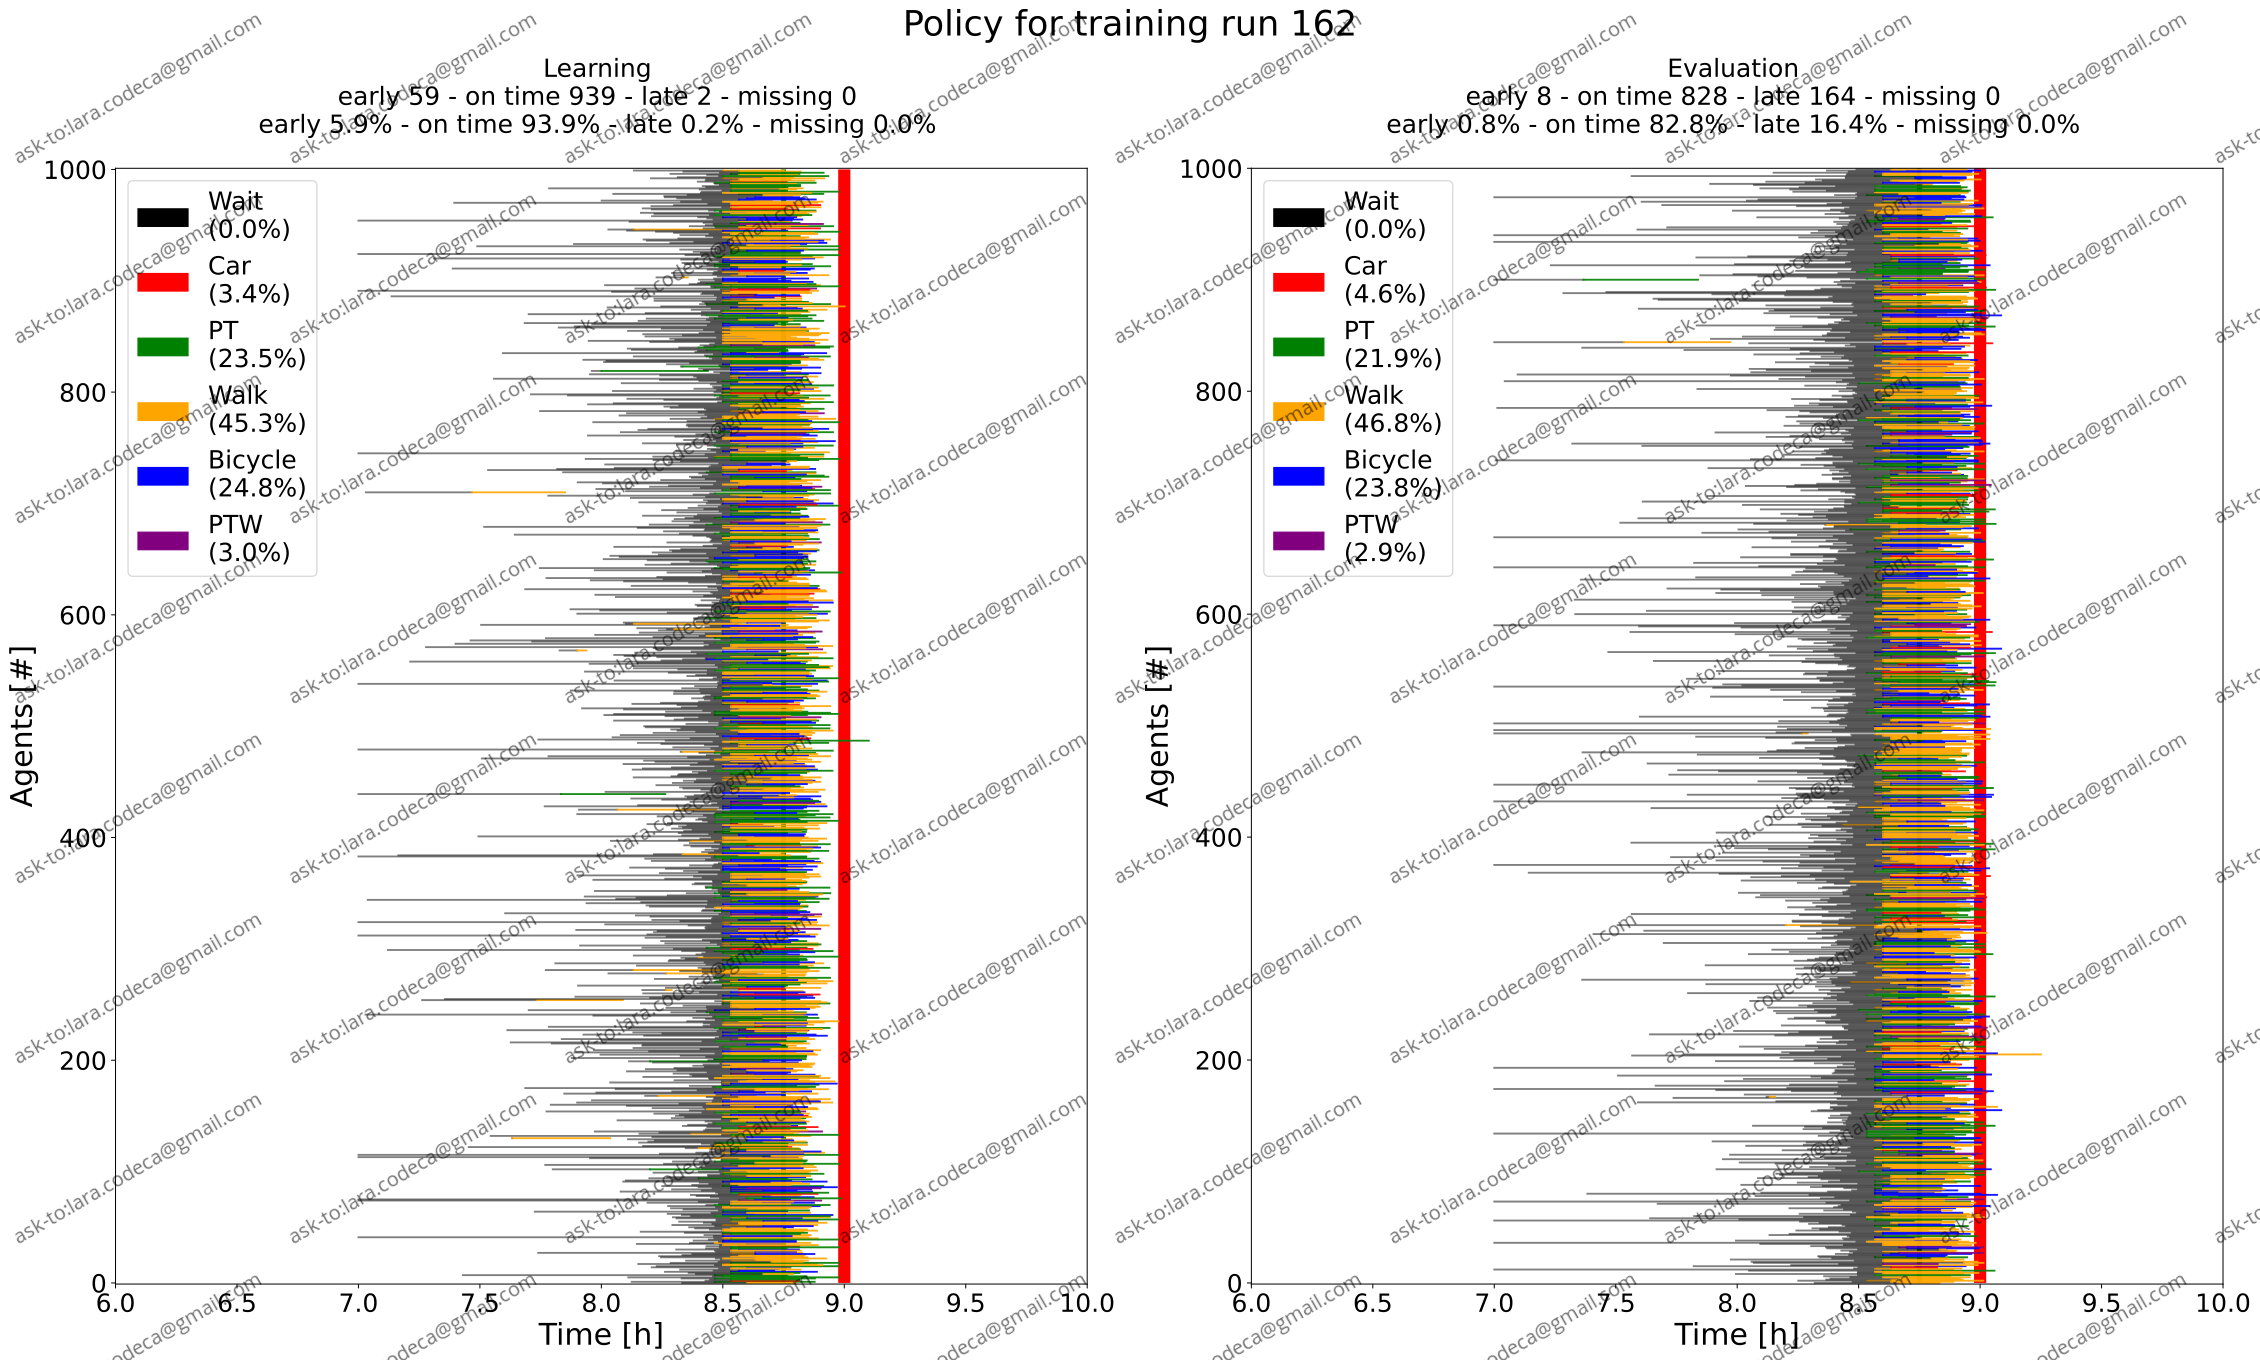 Policy for training run 162
Learning
early 59 - on time 939 - late 2 - missing 0
early 5.9% - on time 93.9% - late 0.2% - missing 0.0%
1000
800
600
400
200
0
Agents [#]
Wait
(0.0%)
Car
(3.4%)
PT
(23.5%)
Walk
(45.3%)
Bicycle
(24.8%)
PTW
(3.0%)
6.0 6.5 7.0 7.5 8.0 8.5 9.0 9.5 10.0
Time [h]
Evaluation
early 8 - on time 828 - late 164 - missing 0
early 0.8% - on time 82.8% - late 16.4% - missing 0.0%
1000
800
600
400
200
0
Agents [#]
Wait
(0.0%)
Car
(4.6%)
PT
(21.9%)
Walk
(46.8%)
Bicycle
(23.8%)
PTW
(2.9%)
6.0 6.5 7.0 7.5 8.0 8.5 9.0 9.5 10.0
Time [h]
ask-to:lara.codeca@gmail.com